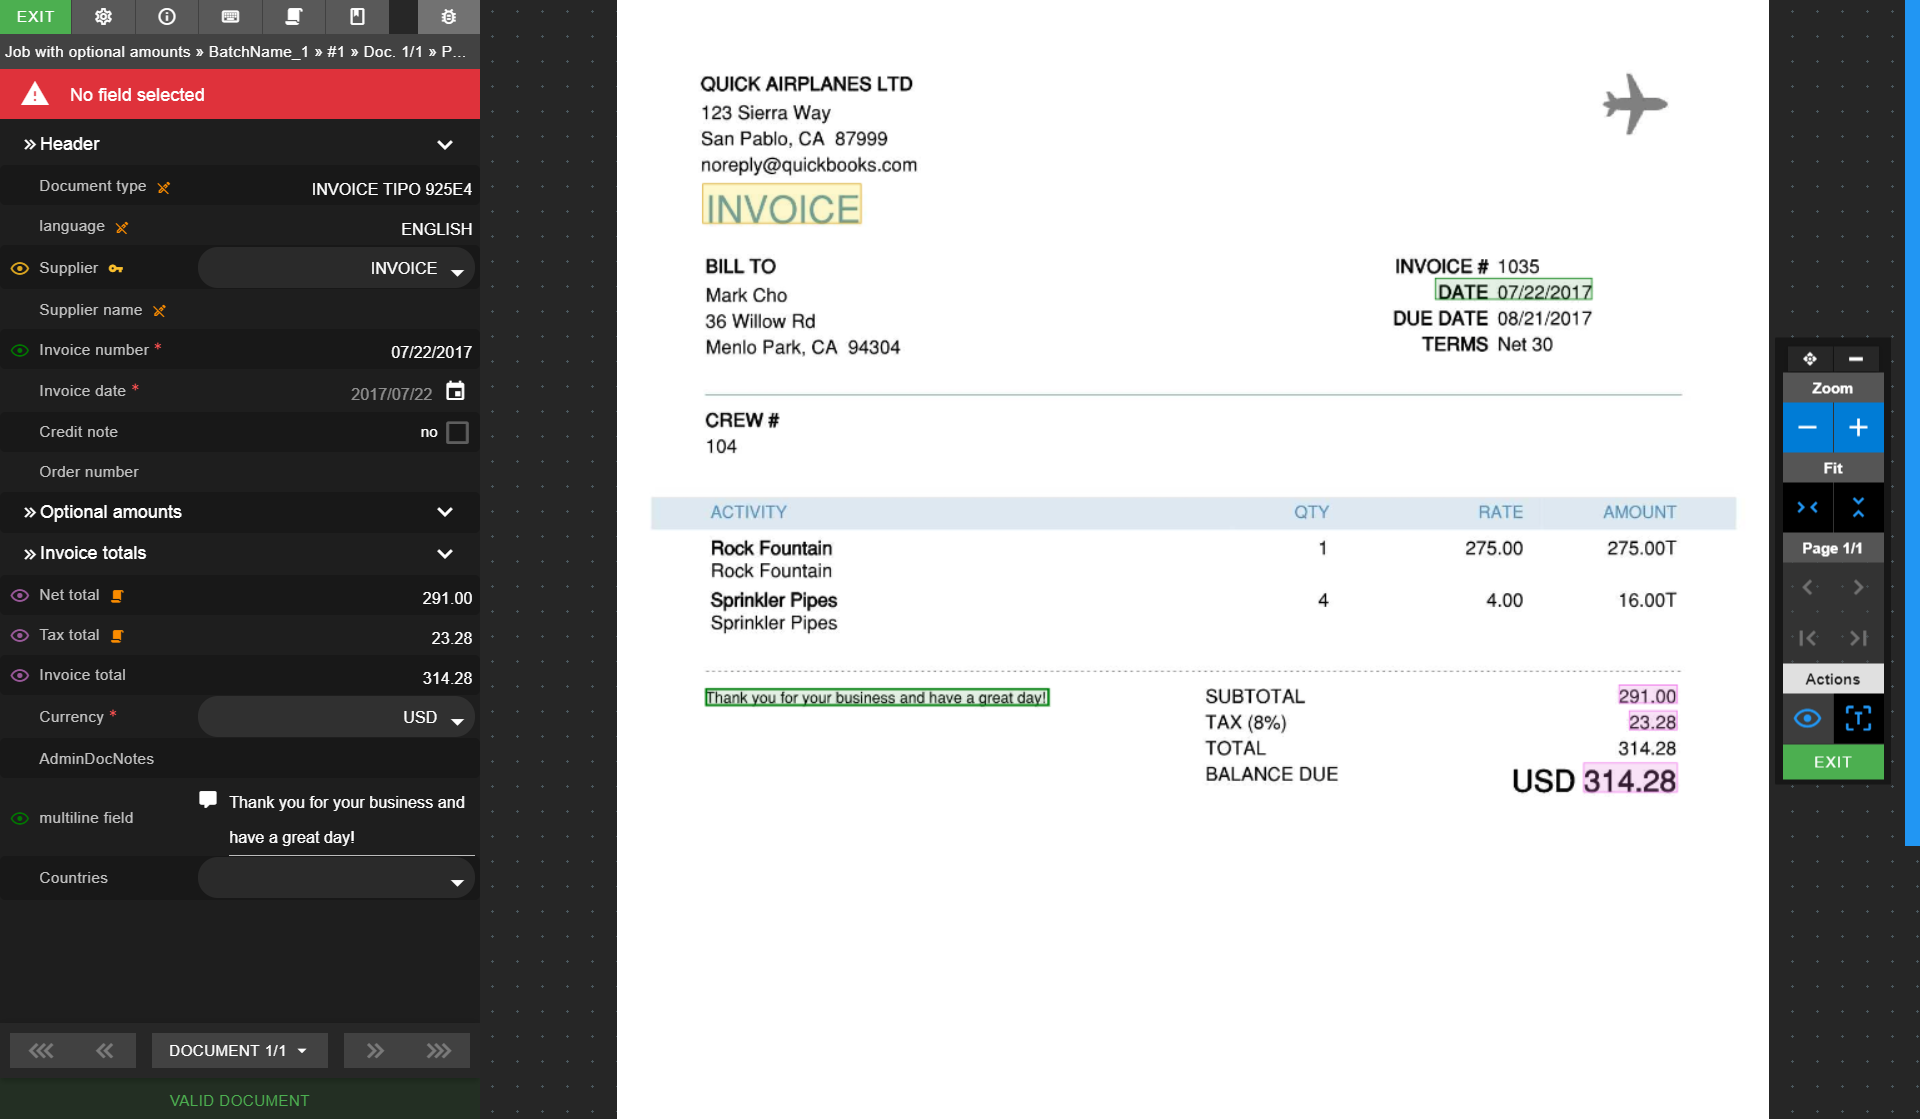 EXIT
Job with optional amounts » BatchName_1 » #1 » Doc. 1/1 » P...
No field selected
» Header
Document type INVOICE TIPO 925E4
language ENGLISH
Supplier INVOICE
Supplier name
Invoice number * 07/22/2017
Invoice date * 2017/07/22
Credit note no
Order number
» Optional amounts
» Invoice totals
Net total 291.00
Tax total 23.28
Invoice total 314.28
Currency * USD
AdminDocNotes
multiline field Thank you for your business and
have a great day!
Countries
DOCUMENT 1/1
VALID DOCUMENT
QUICK AIRPLANES LTD
123 Sierra Way
San Pablo, CA 87999
noreply@quickbooks.com
INVOICE
BILL TO
Mark Cho
36 Willow Rd
Menlo Park, CA 94304
INVOICE # 1035
DATE 07/22/2017
DUE DATE 08/21/2017
TERMS Net 30
CREW #
104
ACTIVITY QTY RATE AMOUNT
Rock Fountain 1 275.00 275.00T
Rock Fountain
Sprinkler Pipes 4 4.00 16.00T
Sprinkler Pipes
Thank you for your business and have a great day!
SUBTOTAL 291.00
TAX (8%) 23.28
TOTAL 314.28
BALANCE DUE USD 314.28
Zoom
Fit
Page 1/1
Actions
T
EXIT